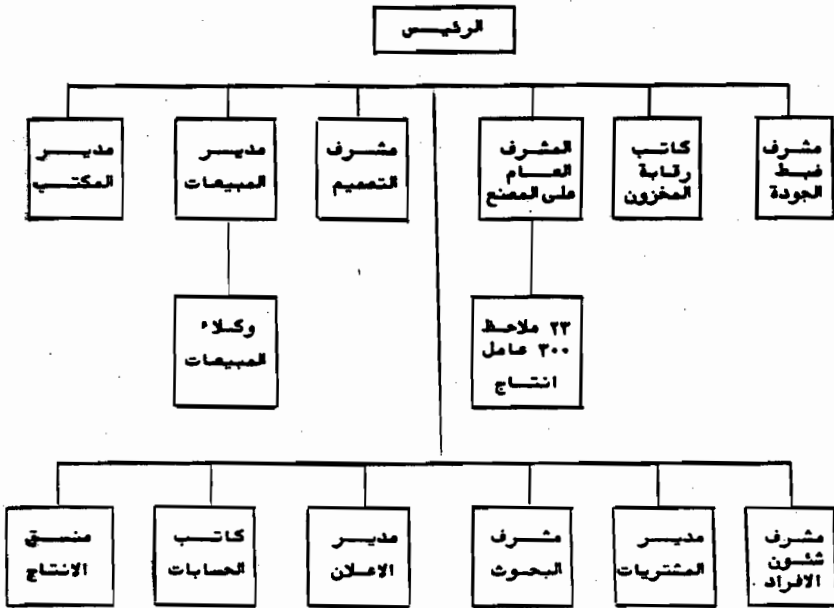 الرئيس
مشرف
ضبط
الجودة
كاتب
رقابة
المخزون
المشرف
العام
على المصنع
مشرف
التصميم
مدير
المبيعات
مدير
المكتب
٢٣ ملاحظ
٣٠٠ عامل
انتاج
وكلاء
المبيعات
مشرف
شئون
الافراد
مدير
المشتريات
مشرف
البحوث
مدير
الاعلان
كاتب
الحسابات
منسق
الانتاج